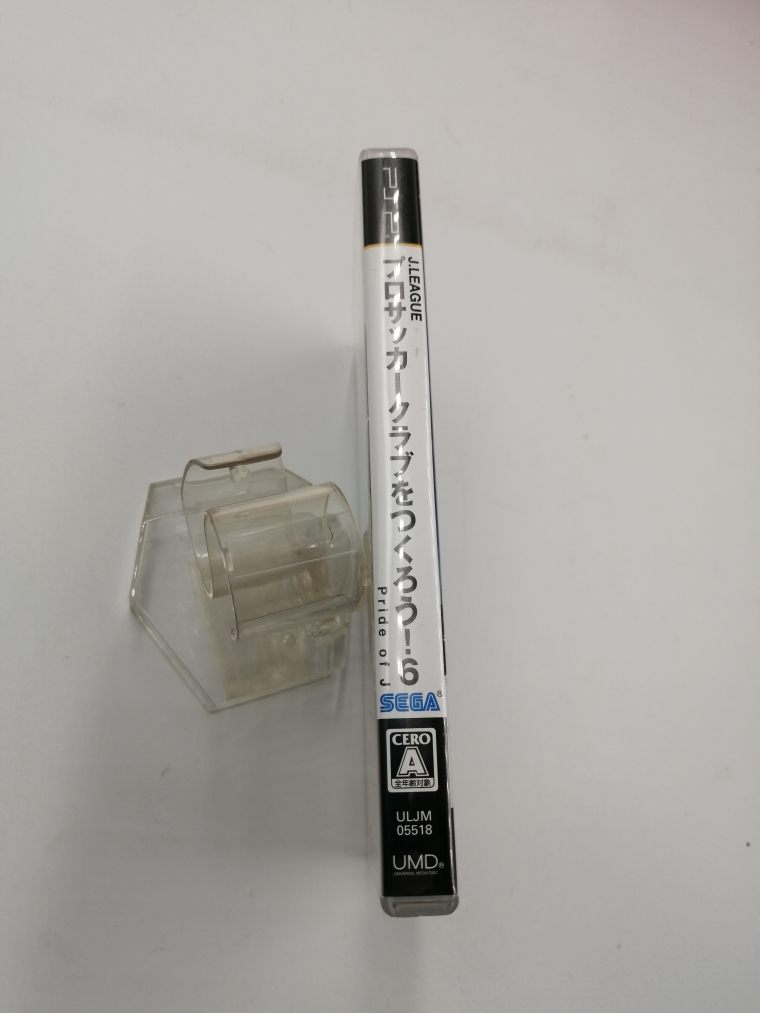 PSP
J.LEAGUE
プロサッカークラブをつくろう!6
Pride of J
SEGA®
CERO
A
全年齢対象
ULJM
05518
UMD®
UNIVERSAL MEDIA DISC